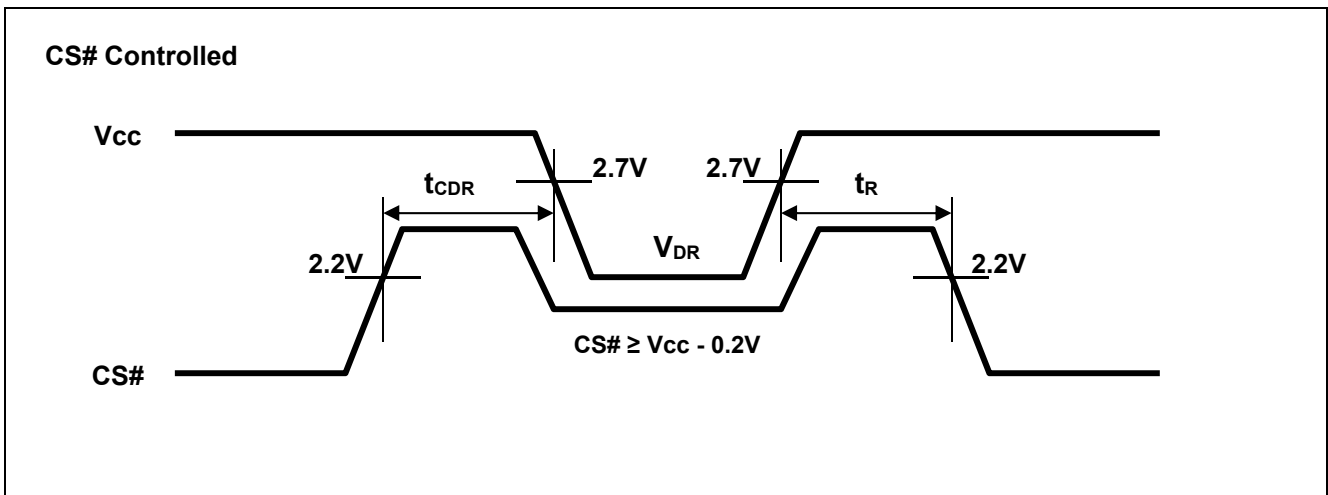 CS# Controlled
Vcc
2.7V
2.7V
tCDR
tR
VDR
2.2V
2.2V
CS# ≥ Vcc - 0.2V
CS#